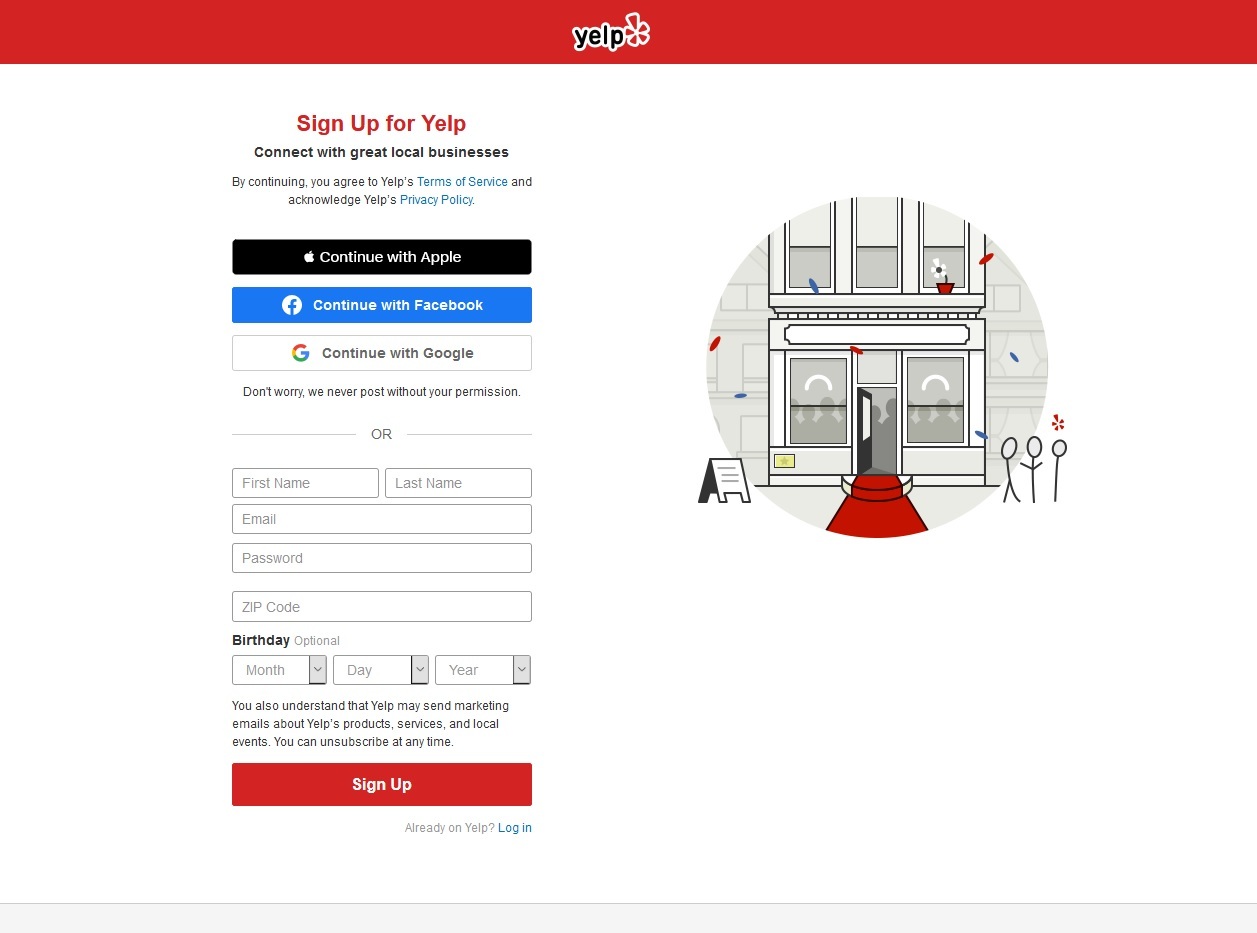 yelp
Sign Up for Yelp
Connect with great local businesses
By continuing, you agree to Yelp’s Terms of Service and
acknowledge Yelp’s Privacy Policy.
Continue with Apple
Continue with Facebook
Continue with Google
Don't worry, we never post without your permission.
OR
First Name Last Name
Email
Password
ZIP Code
Birthday Optional
Month Day Year
You also understand that Yelp may send marketing
emails about Yelp’s products, services, and local
events. You can unsubscribe at any time.
Sign Up
Already on Yelp? Log in